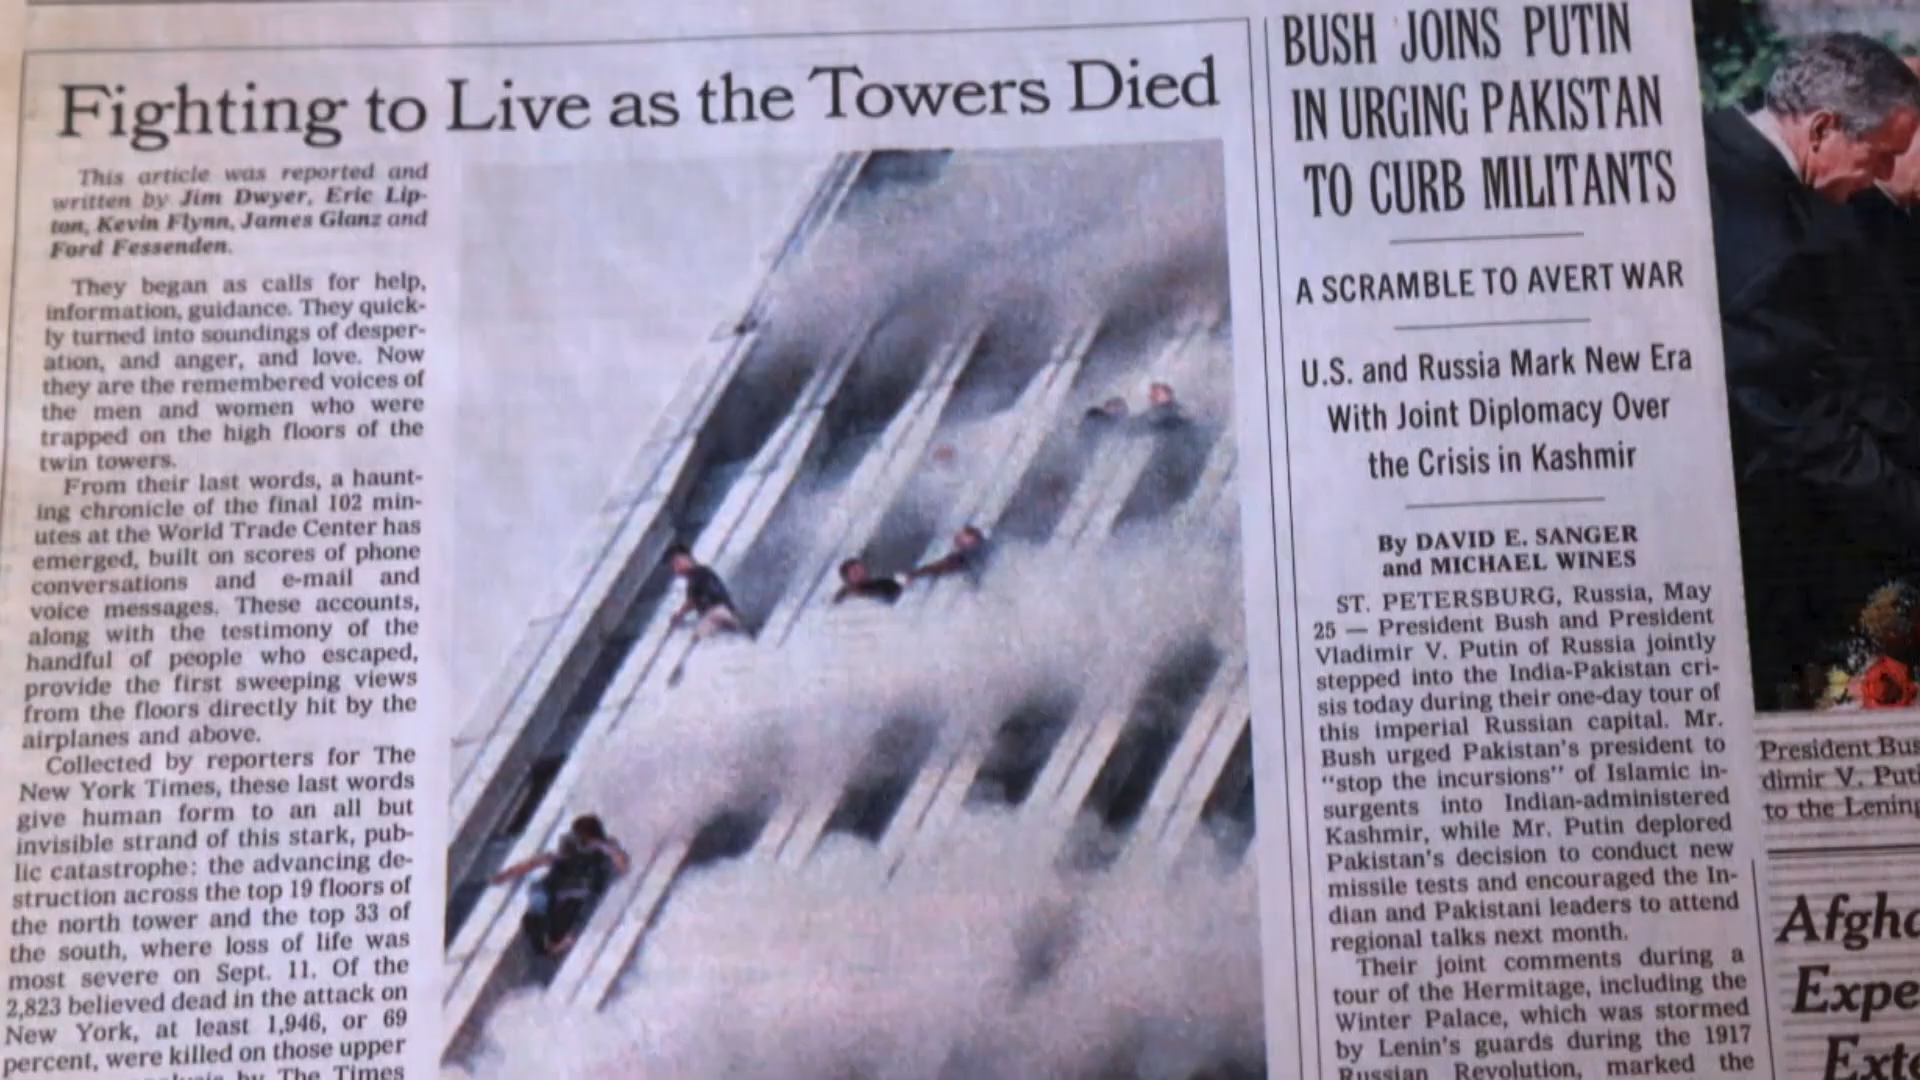 Fighting to Live as the Towers Died
This article was reported and
written by Jim Dwyer, Eric Lip-
ton, Kevin Flynn, James Glanz and
Ford Fessenden.
They began as calls for help,
information, guidance. They quick-
ly turned into soundings of desper-
ation, and anger, and love. Now
they are the remembered voices of
the men and women who were
trapped on the high floors of the
twin towers.
From their last words, a haunt-
ing chronicle of the final 102 min-
utes at the World Trade Center has
emerged, built on scores of phone
conversations and e-mail and
voice messages. These accounts,
along with the testimony of the
handful of people who escaped,
provide the first sweeping views
from the floors directly hit by the
airplanes and above.
Collected by reporters for The
New York Times, these last words
give human form to an all but
invisible strand of this stark, pub-
lic catastrophe: the advancing de-
struction across the top 19 floors of
the north tower and the top 33 of
the south, where loss of life was
most severe on Sept. 11. Of the
2,823 believed dead in the attack on
New York, at least 1,946, or 69
percent, were killed on those upper
by The Times
BUSH JOINS PUTIN
IN URGING PAKISTAN
TO CURB MILITANTS
A SCRAMBLE TO AVERT WAR
U.S. and Russia Mark New Era
With Joint Diplomacy Over
the Crisis in Kashmir
By DAVID E. SANGER
and MICHAEL WINES
ST. PETERSBURG, Russia, May
25 — President Bush and President
Vladimir V. Putin of Russia jointly
stepped into the India-Pakistan cri-
sis today during their one-day tour of
this imperial Russian capital. Mr.
Bush urged Pakistan's president to
"stop the incursions" of Islamic in-
surgents into Indian-administered
Kashmir, while Mr. Putin deplored
Pakistan's decision to conduct new
missile tests and encouraged the In-
dian and Pakistani leaders to attend
regional talks next month.
Their joint comments during a
tour of the Hermitage, including the
Winter Palace, which was stormed
by Lenin's guards during the 1917
Russian Revolution, marked the
President Bus
dimir V. Puti
to the Lening
Afgha
Expe
Exte